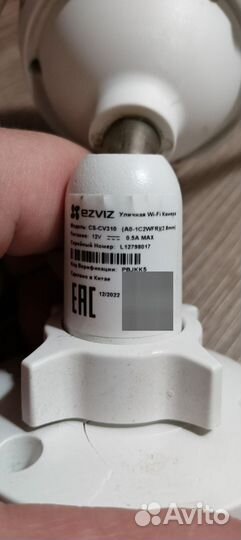 ezviz Уличная Wi-Fi Камера
Модель: CS-CV310 (A0-1C2WFR)(2.8mm)
Питание: 12V ⎓ 0.5A MAX
Серийный Номер: L12798017
Код Верификации: PBJKKS
Сделано в Китае
EAC 12/2022
Avito